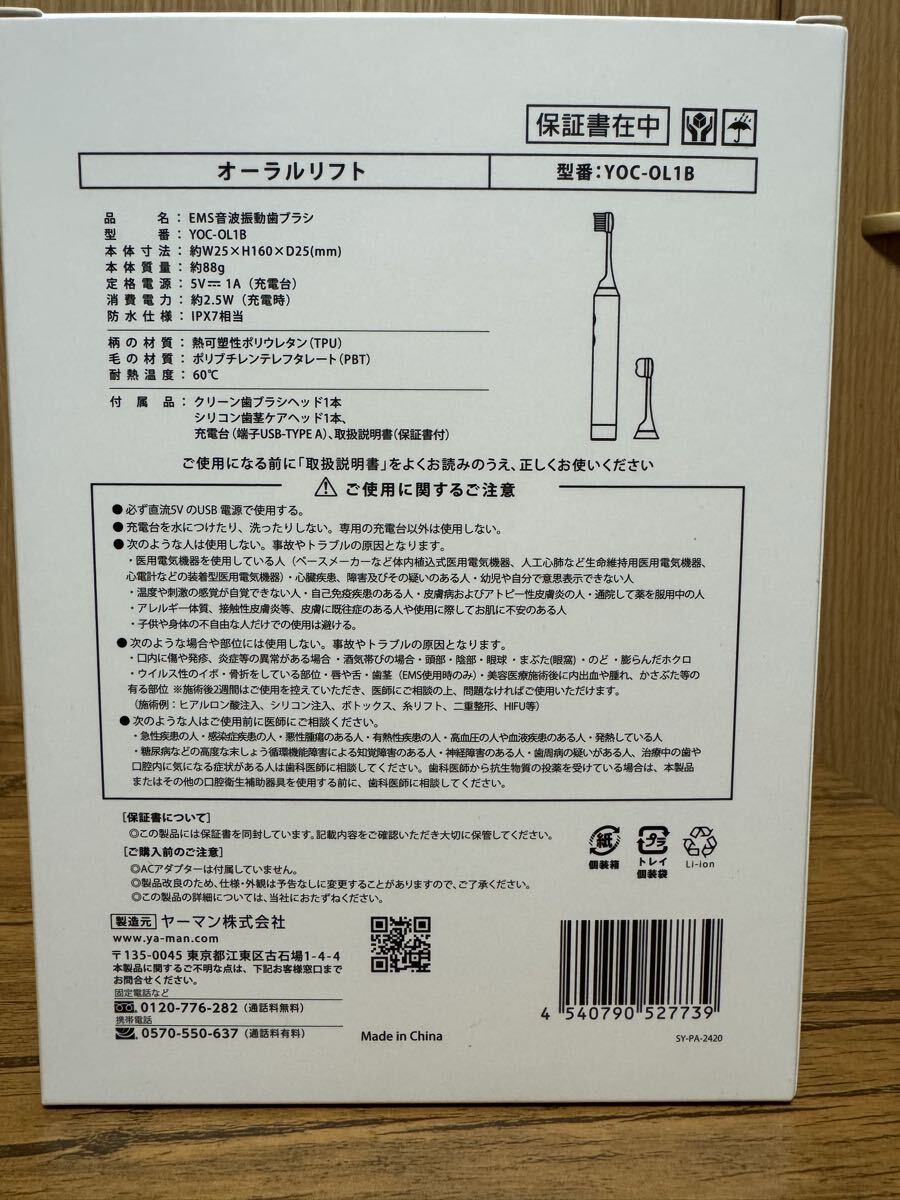 保証書在中
オーラルリフト
型番：YOC-OL1B
品名：EMS音波振動歯ブラシ
型番：YOC-OL1B
本体寸法：約W25×H160×D25(mm)
本体質量：約88g
定格電源：5V⎓1A（充電台）
消費電力：約2.5W（充電時）
防水仕様：IPX7相当
柄の材質：熱可塑性ポリウレタン（TPU）
毛の材質：ポリブチレンテレフタレート（PBT）
耐熱温度：60℃
付属品：クリーン歯ブラシヘッド1本
シリコン歯茎ケアヘッド1本、
充電台（端子USB-TYPE A）、取扱説明書（保証書付）
ご使用になる前に「取扱説明書」をよくお読みのうえ、正しくお使いください
⚠ ご使用に関するご注意
●必ず直流5VのUSB電源で使用する。
●充電台を水につけたり、洗ったりしない。専用の充電台以外は使用しない。
●次のような人は使用しない。事故やトラブルの原因となります。
・医用電気機器を使用している人（ペースメーカーなど体内植込式医用電気機器、人工心肺など生命維持用医用電気機器、
心電計などの装着型医用電気機器）・心臓疾患、障害及びその疑いのある人・幼児や自分で意思表示できない人
・温度や刺激の感覚が自覚できない人・自己免疫疾患のある人・皮膚病およびアトピー性皮膚炎の人・通院して薬を服用中の人
・アレルギー体質、接触性皮膚炎等、皮膚に既往症のある人や使用に際してお肌に不安のある人
・子供や身体の不自由な人だけでの使用は避ける。
●次のような場合や部位には使用しない。事故やトラブルの原因となります。
・口内に傷や発疹、炎症等の異常がある場合・酒気帯びの場合・頭部・陰部・眼球・まぶた(眼窩)・のど・膨らんだホクロ
・ウイルス性のイボ・骨折をしている部位・唇や舌・歯茎（EMS使用時のみ）・美容医療施術後に内出血や腫れ、かさぶた等の
有る部位 ※施術後2週間はご使用を控えていただき、医師にご相談の上、問題なければご使用いただけます。
（施術例：ヒアルロン酸注入、シリコン注入、ボトックス、糸リフト、二重整形、HIFU等）
●次のような人はご使用前に医師にご相談ください。
・急性疾患の人・感染症疾患の人・悪性腫瘍のある人・有熱性疾患の人・高血圧の人や血液疾患のある人・発熱している人
・糖尿病などの高度な末しょう循環機能障害による知覚障害のある人・神経障害のある人・歯周病の疑いがある人、治療中の歯や
口腔内に気になる症状がある人は歯科医師に相談してください。歯科医師から抗生物質の投薬を受けている場合は、本製品
またはその他の口腔衛生補助器具を使用する前に、歯科医師に相談してください。
[保証書について]
◎この製品には保証書を同封しています。記載内容をご確認いただき大切に保管してください。
[ご購入前のご注意]
◎ACアダプターは付属していません。
◎製品改良のため、仕様・外観は予告なしに変更することがありますので、ご了承ください。
◎この製品の詳細については、当社におたずねください。
紙
個装箱
プラ
トレイ
個装袋
Li-ion
製造元 ヤーマン株式会社
www.ya-man.com
〒135-0045 東京都江東区古石場1-4-4
本製品に関するご不明な点は、下記お客様窓口まで
お問合せください。
固定電話など
0120-776-282（通話料無料）
携帯電話
0570-550-637（通話料有料）
Made in China
4 540790 527739
SY-PA-2420